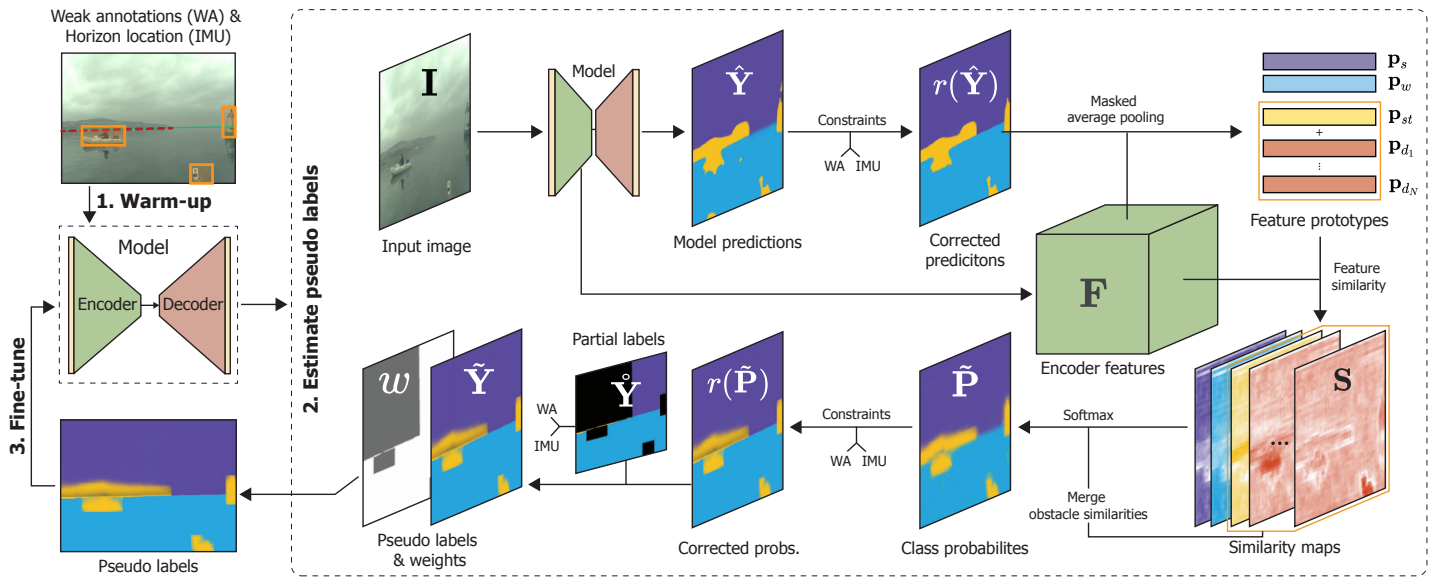 Weak annotations (WA) &
Horizon location (IMU)
1. Warm-up
Model
Encoder
Decoder
3. Fine-tune
Pseudo labels
2. Estimate pseudo labels
I
Input image
Model
Ŷ
Model predictions
Constraints
WA IMU
r(Ŷ)
Corrected
predicitons
Masked
average pooling
p_s
p_w
p_st
+
p_d_1
⋮
p_d_N
Feature prototypes
Feature
similarity
F
Encoder features
S
...
Similarity maps
Softmax
Merge
obstacle similarities
P̃
Class probabilites
Constraints
WA IMU
r(P̃)
Corrected probs.
Partial labels
Y̊
WA
IMU
w
Ỹ
Pseudo labels
& weights